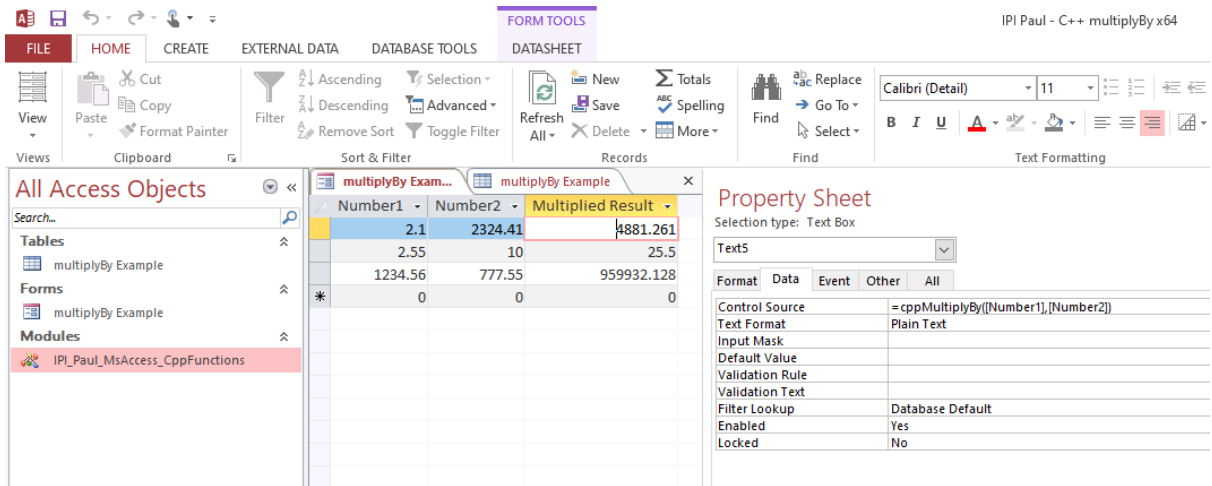 FORM TOOLS
IPI Paul - C++ multiplyBy x64
FILE HOME CREATE EXTERNAL DATA DATABASE TOOLS DATASHEET
View
Views
Paste
Cut
Copy
Format Painter
Clipboard
Filter
Ascending
Descending
Remove Sort
Selection
Advanced
Toggle Filter
Sort & Filter
Refresh
All
New
Save
Delete
Totals
Spelling
More
Records
Find
Replace
Go To
Select
Find
Calibri (Detail) 11
B I U A
Text Formatting
All Access Objects
Search...
Tables
multiplyBy Example
Forms
multiplyBy Example
Modules
IPI_Paul_MsAccess_CppFunctions
multiplyBy Exam... multiplyBy Example
Number1 Number2 Multiplied Result
2.1 2324.41 4881.261
2.55 10 25.5
1234.56 777.55 959932.128
0 0 0
Property Sheet
Selection type: Text Box
Text5
Format Data Event Other All
Control Source =cppMultiplyBy([Number1],[Number2])
Text Format Plain Text
Input Mask
Default Value
Validation Rule
Validation Text
Filter Lookup Database Default
Enabled Yes
Locked No